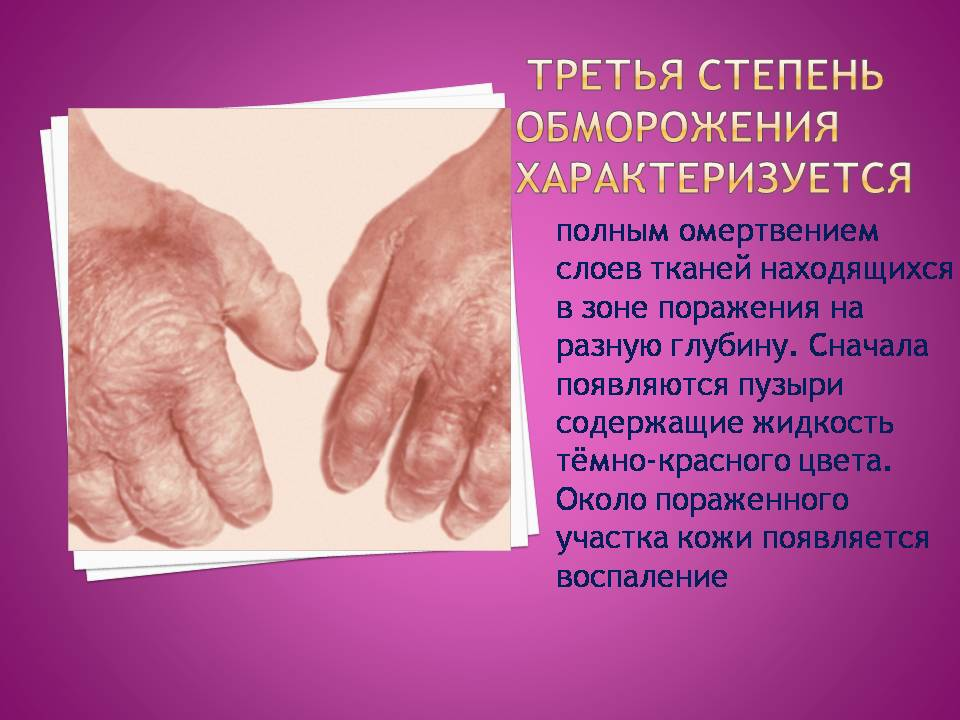 ТРЕТЬЯ СТЕПЕНЬ
ОБМОРОЖЕНИЯ
ХАРАКТЕРИЗУЕТСЯ
полным омертвением
слоев тканей находящихся
в зоне поражения на
разную глубину. Сначала
появляются пузыри
содержащие жидкость
тёмно-красного цвета.
Около пораженного
участка кожи появляется
воспаление